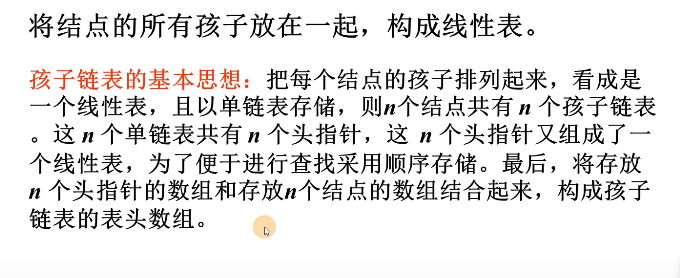 将结点的所有孩子放在一起，构成线性表。
孩子链表的基本思想：把每个结点的孩子排列起来，看成是
一个线性表，且以单链表存储，则n个结点共有 n 个孩子链表
。这 n 个单链表共有 n 个头指针，这 n 个头指针又组成了一
个线性表，为了便于进行查找采用顺序存储。最后，将存放
n 个头指针的数组和存放n个结点的数组结合起来，构成孩子
链表的表头数组。